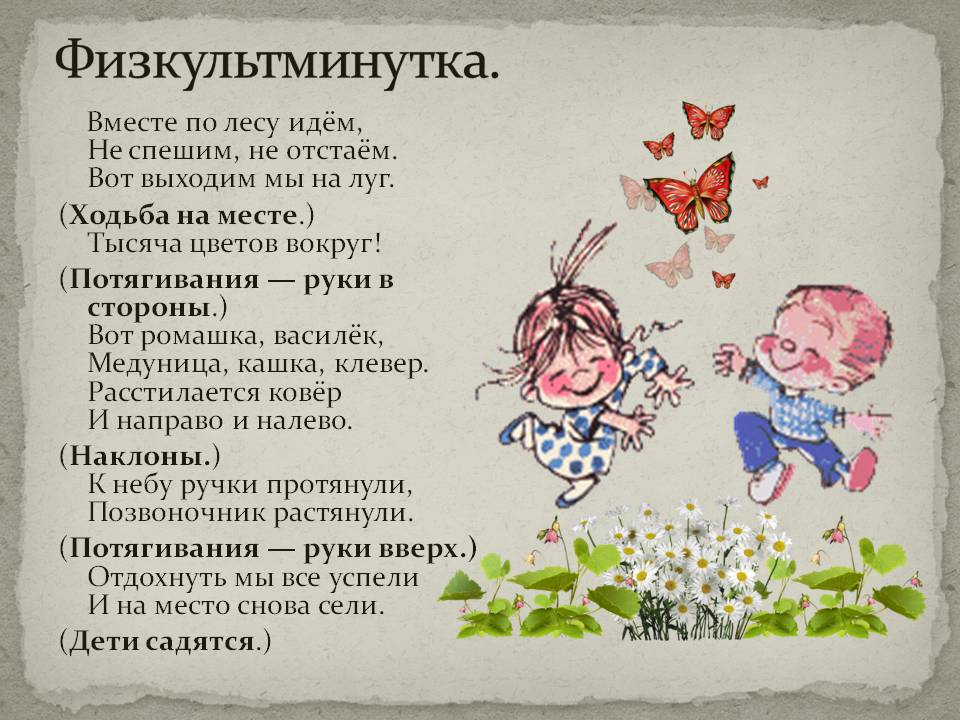 Физкультминутка.
Вместе по лесу идём,
Не спешим, не отстаём.
Вот выходим мы на луг.
(Ходьба на месте.)
Тысяча цветов вокруг!
(Потягивания — руки в
стороны.)
Вот ромашка, василёк,
Медуница, кашка, клевер.
Расстилается ковёр
И направо и налево.
(Наклоны.)
К небу ручки протянули,
Позвоночник растянули.
(Потягивания — руки вверх.)
Отдохнуть мы все успели
И на место снова сели.
(Дети садятся.)